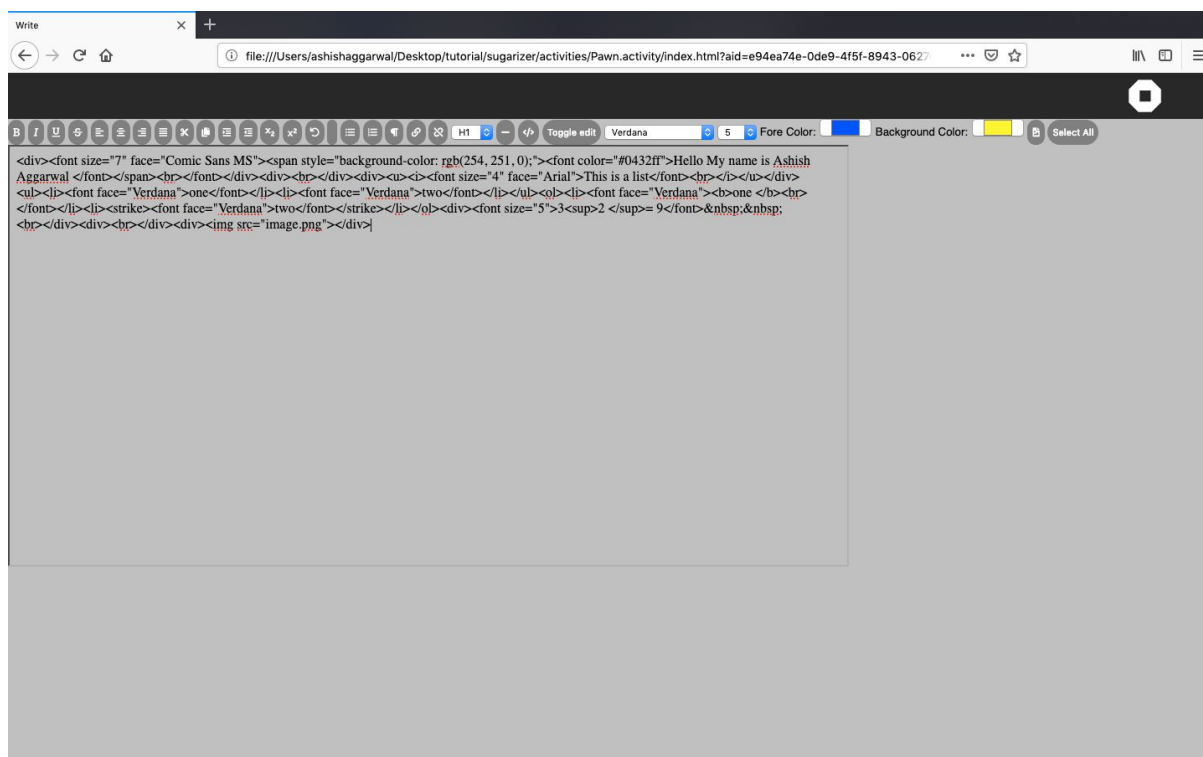 Write
file:///Users/ashishaggarwal/Desktop/tutorial/sugarizer/activities/Pawn.activity/index.html?aid=e94ea74e-0de9-4f5f-8943-0627
B I U S X₂ X² H1 </> Toggle edit Verdana 5 Fore Color: Background Color: Select All
<div><font size="7" face="Comic Sans MS"><span style="background-color: rgb(254, 251, 0);"><font color="#0432ff">Hello My name is Ashish
Aggarwal </font></span><br></font></div><div><br></div><div><u><i><font size="4" face="Arial">This is a list</font><br></i></u></div>
<ul><li><font face="Verdana">one</font></li><li><font face="Verdana">two</font></li></ul><ol><li><font face="Verdana"><b>one </b><br>
</font></li><li><strike><font face="Verdana">two</font></strike></li></ol><div><font size="5">3<sup>2 </sup>= 9</font>&nbsp;&nbsp;
<br></div><div><br></div><div><img src="image.png"></div>